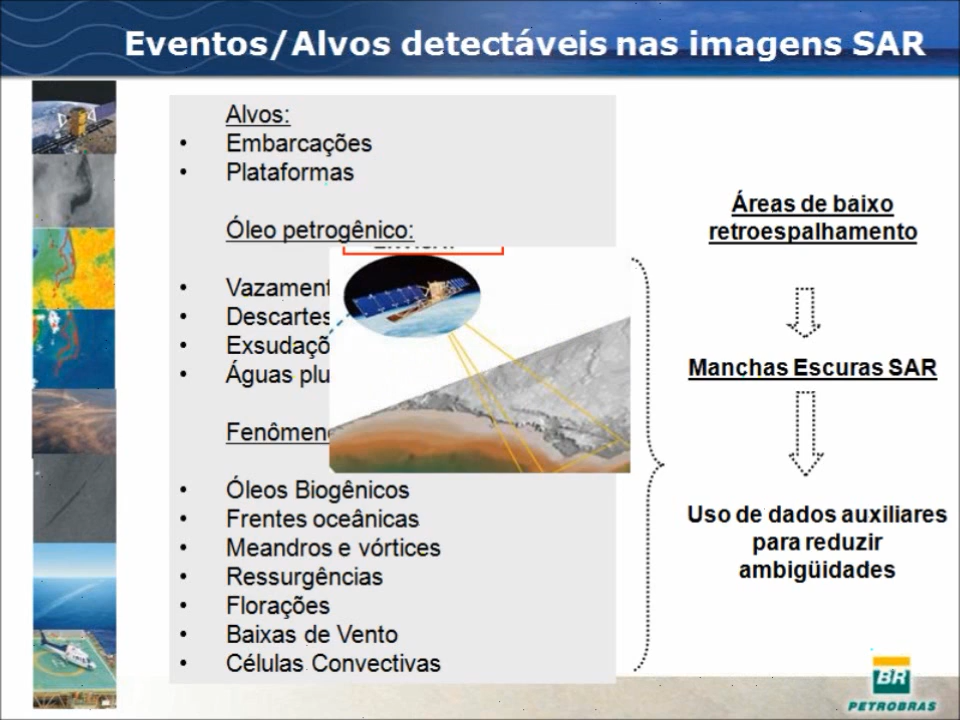 Eventos/Alvos detectáveis nas imagens SAR
Alvos:
• Embarcações
• Plataformas
Óleo petrogênico:
• Vazament
• Descartes
• Exsudaçõ
• Águas plu
Fenômen
• Óleos Biogênicos
• Frentes oceânicas
• Meandros e vórtices
• Ressurgências
• Florações
• Baixas de Vento
• Células Convectivas
Áreas de baixo
retroespalhamento
Manchas Escuras SAR
Uso de dados auxiliares
para reduzir
ambigüidades
BR
PETROBRAS